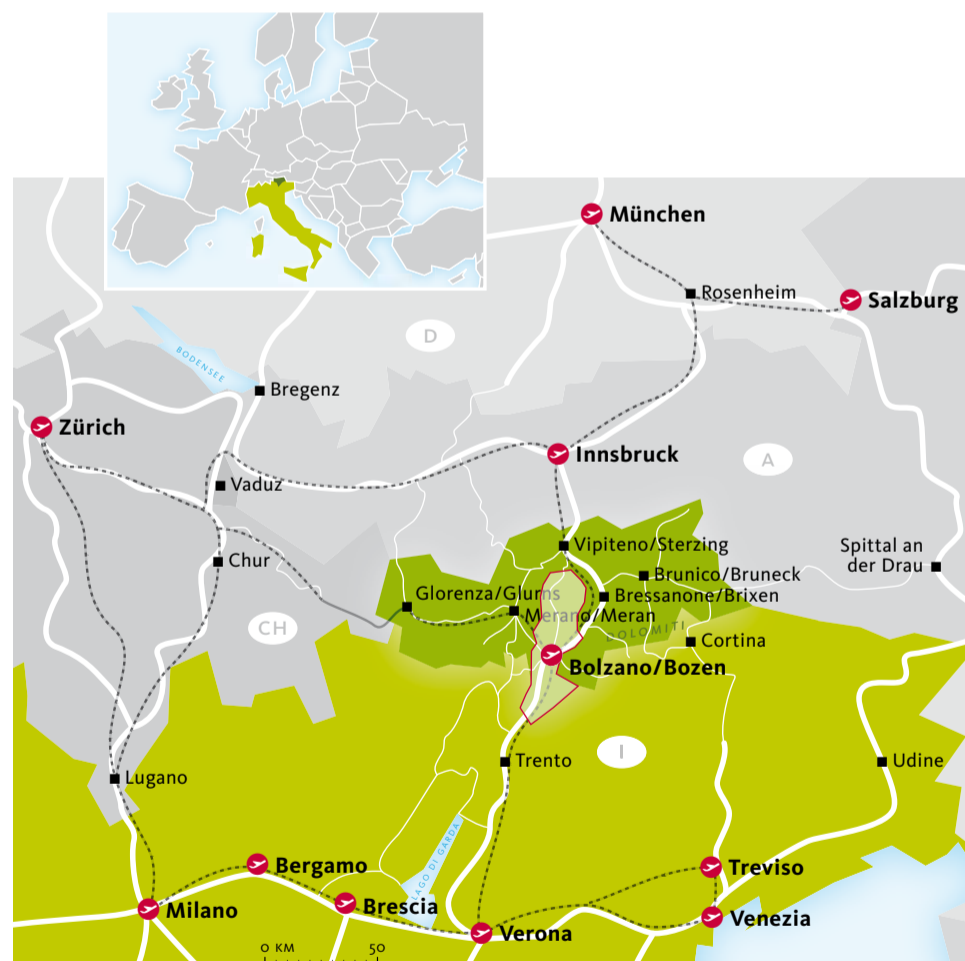 München
Rosenheim
Salzburg
D
BODENSEE
Bregenz
Zürich
Innsbruck
A
Vaduz
Vipiteno/Sterzing
Spittal an
der Drau
Chur
Brunico/Bruneck
Glorenza/Glurns
Bressanone/Brixen
Merano/Meran
CH
DOLOMITI
Cortina
Bolzano/Bozen
I
Trento
Udine
Lugano
LAGO DI GARDA
Bergamo
Treviso
Milano
Brescia
Venezia
Verona
0 KM 50